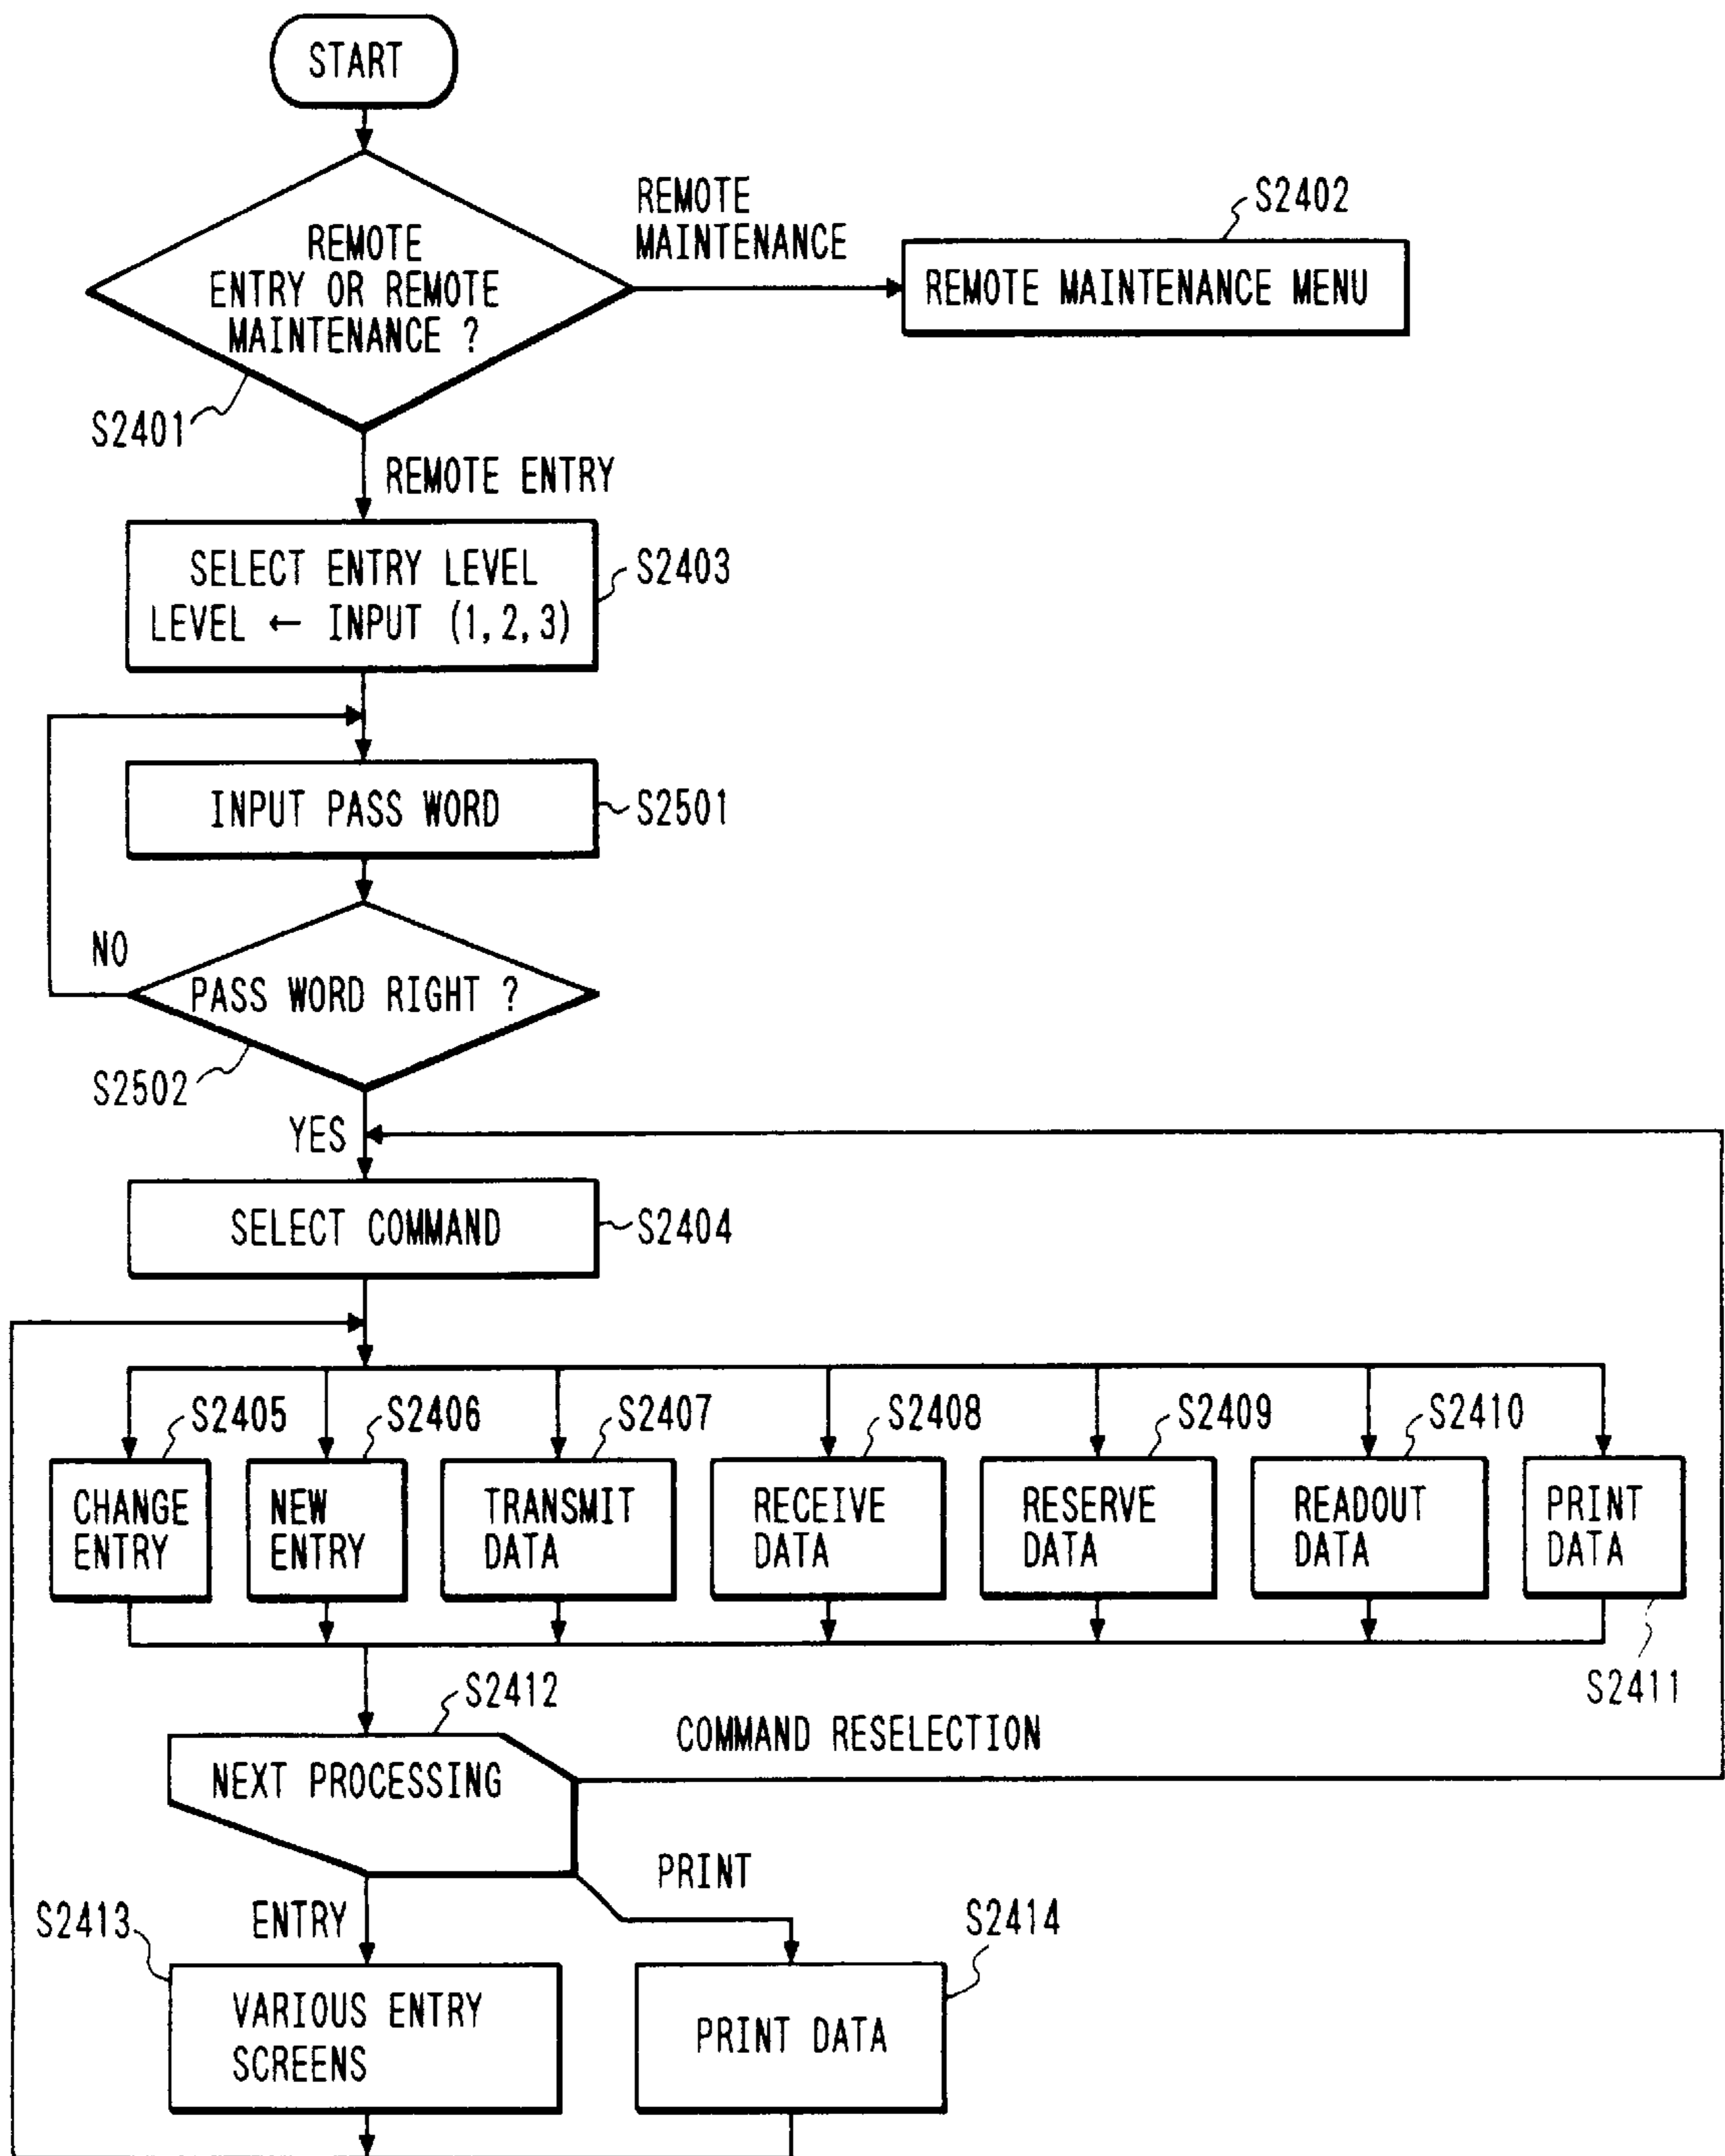 START
REMOTE
MAINTENANCE
S2402
REMOTE
ENTRY OR REMOTE
MAINTENANCE ?
REMOTE MAINTENANCE MENU
S2401
REMOTE ENTRY
SELECT ENTRY LEVEL
LEVEL ← INPUT (1,2,3)
S2403
INPUT PASS WORD
S2501
NO
PASS WORD RIGHT ?
S2502
YES
SELECT COMMAND
S2404
S2405
S2406
S2407
S2408
S2409
S2410
CHANGE
ENTRY
NEW
ENTRY
TRANSMIT
DATA
RECEIVE
DATA
RESERVE
DATA
READOUT
DATA
PRINT
DATA
S2411
S2412
COMMAND RESELECTION
NEXT PROCESSING
PRINT
ENTRY
S2413
S2414
VARIOUS ENTRY
SCREENS
PRINT DATA